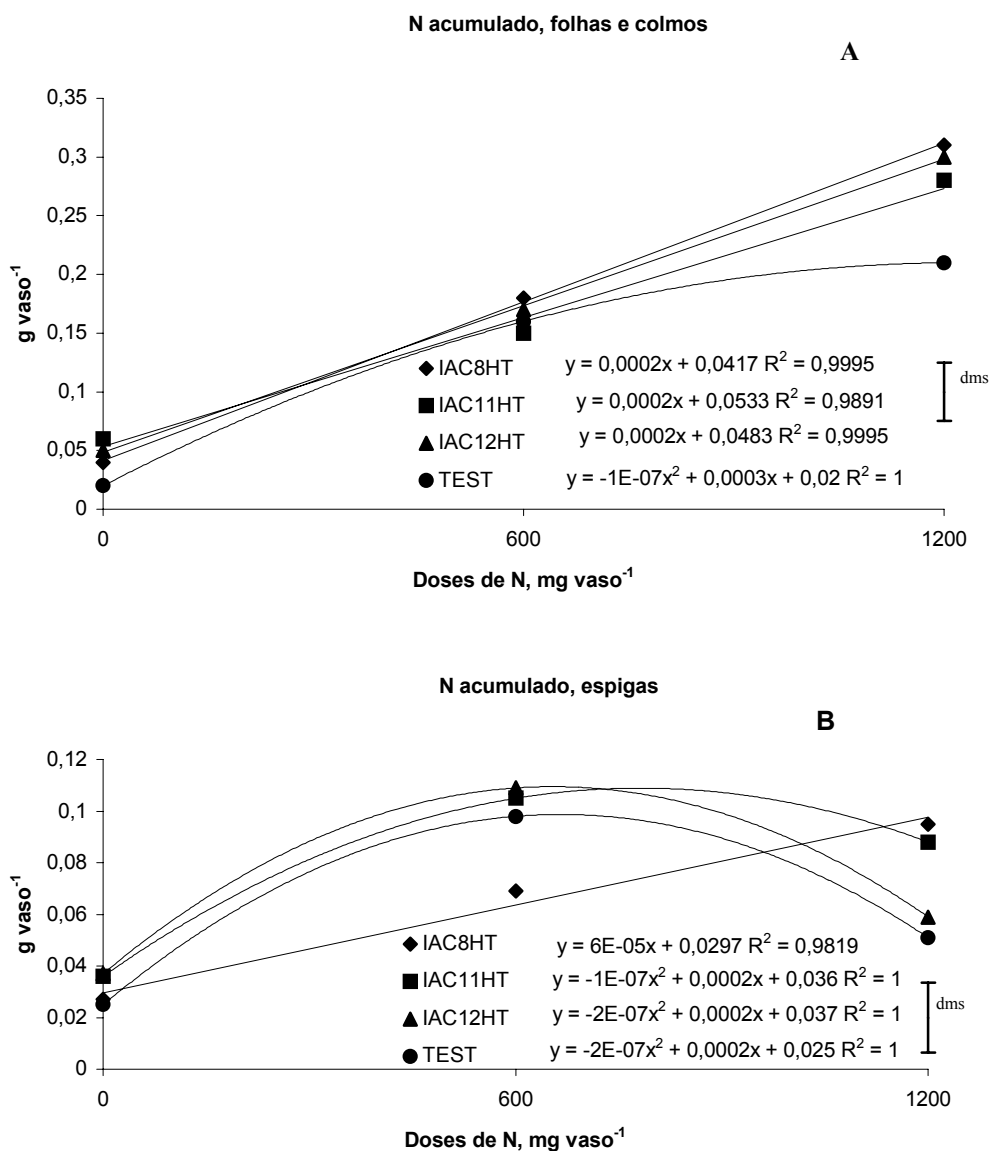 N acumulado, folhas e colmos
A
0,35
0,3
0,25
0,2
0,15
0,1
0,05
0
g vaso⁻¹
IAC8HT y = 0,0002x + 0,0417 R² = 0,9995
IAC11HT y = 0,0002x + 0,0533 R² = 0,9891
IAC12HT y = 0,0002x + 0,0483 R² = 0,9995
TEST y = -1E-07x² + 0,0003x + 0,02 R² = 1
dms
0 600 1200
Doses de N, mg vaso⁻¹
N acumulado, espigas
B
0,12
0,1
0,08
0,06
0,04
0,02
0
g vaso⁻¹
IAC8HT y = 6E-05x + 0,0297 R² = 0,9819
IAC11HT y = -1E-07x² + 0,0002x + 0,036 R² = 1
IAC12HT y = -2E-07x² + 0,0002x + 0,037 R² = 1
TEST y = -2E-07x² + 0,0002x + 0,025 R² = 1
dms
0 600 1200
Doses de N, mg vaso⁻¹